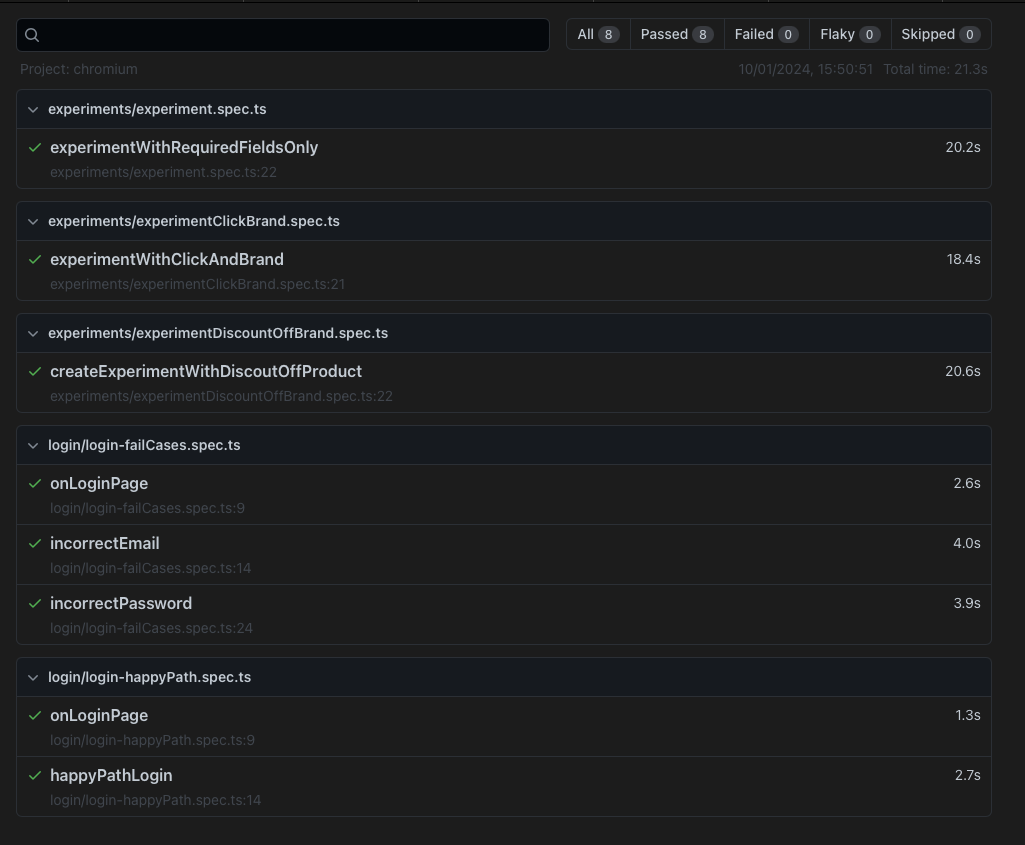 All 8 Passed 8 Failed 0 Flaky 0 Skipped 0
Project: chromium 10/01/2024, 15:50:51 Total time: 21.3s
experiments/experiment.spec.ts
experimentWithRequiredFieldsOnly 20.2s
experiments/experiment.spec.ts:22
experiments/experimentClickBrand.spec.ts
experimentWithClickAndBrand 18.4s
experiments/experimentClickBrand.spec.ts:21
experiments/experimentDiscountOffBrand.spec.ts
createExperimentWithDiscoutOffProduct 20.6s
experiments/experimentDiscountOffBrand.spec.ts:22
login/login-failCases.spec.ts
onLoginPage 2.6s
login/login-failCases.spec.ts:9
incorrectEmail 4.0s
login/login-failCases.spec.ts:14
incorrectPassword 3.9s
login/login-failCases.spec.ts:24
login/login-happyPath.spec.ts
onLoginPage 1.3s
login/login-happyPath.spec.ts:9
happyPathLogin 2.7s
login/login-happyPath.spec.ts:14